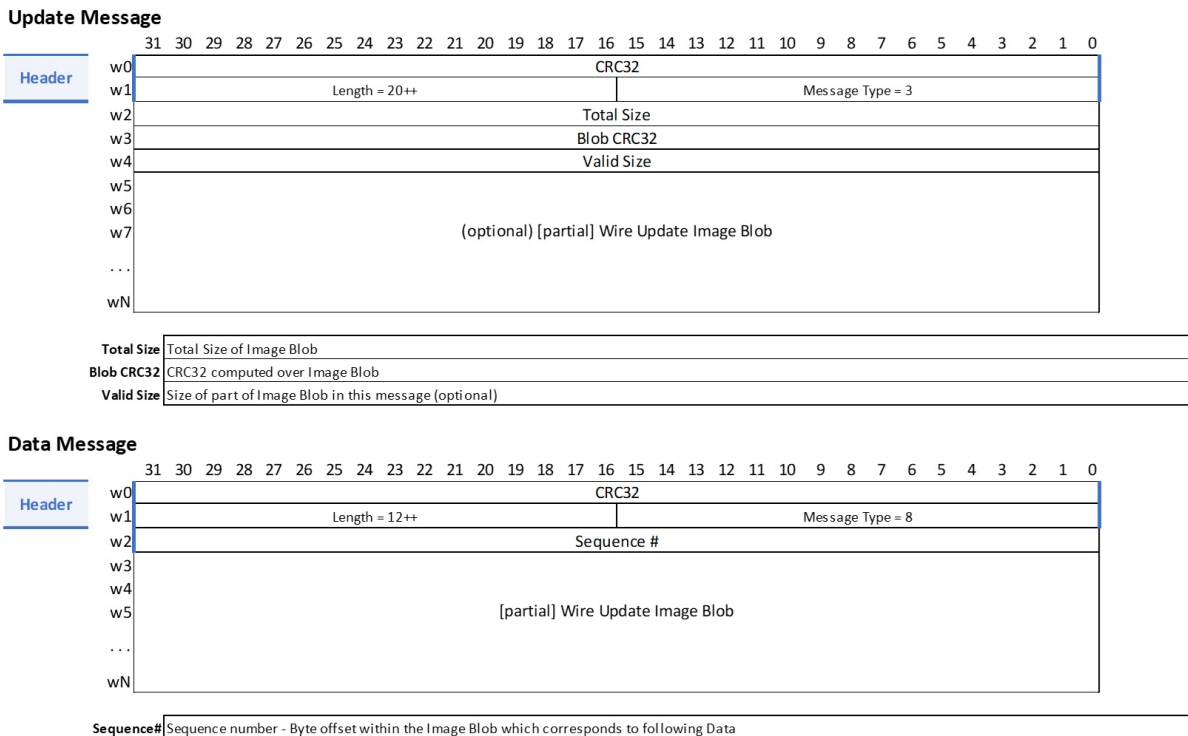 Update Message
31 30 29 28 27 26 25 24 23 22 21 20 19 18 17 16 15 14 13 12 11 10 9 8 7 6 5 4 3 2 1 0
Header
w0 CRC32
w1 Length = 20++ Message Type = 3
w2 Total Size
w3 Blob CRC32
w4 Valid Size
w5
w6
w7 (optional) [partial] Wire Update Image Blob
...
wN
Total Size Total Size of Image Blob
Blob CRC32 CRC32 computed over Image Blob
Valid Size Size of part of Image Blob in this message (optional)
Data Message
31 30 29 28 27 26 25 24 23 22 21 20 19 18 17 16 15 14 13 12 11 10 9 8 7 6 5 4 3 2 1 0
Header
w0 CRC32
w1 Length = 12++ Message Type = 8
w2 Sequence #
w3
w4
w5 [partial] Wire Update Image Blob
...
wN
Sequence# Sequence number - Byte offset within the Image Blob which corresponds to following Data